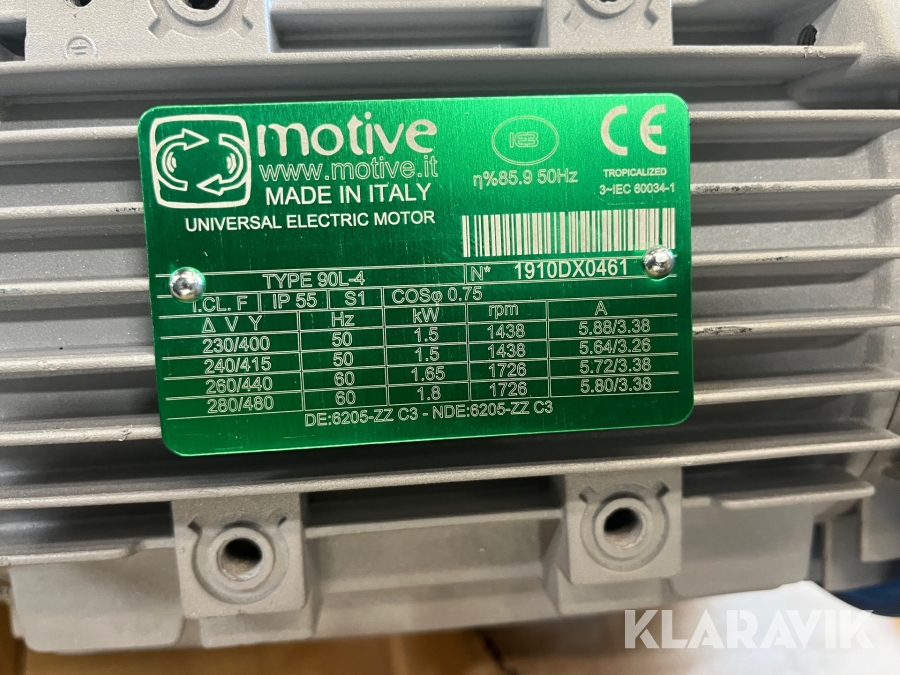 motive
www.motive.it
MADE IN ITALY
UNIVERSAL ELECTRIC MOTOR
IE3
η%85.9 50Hz
CE
TROPICALIZED
3~IEC 60034-1
TYPE 90L-4 N° 1910DX0461
I.CL. F IP 55 S1 COSφ 0.75
Δ V Y Hz kW rpm A
230/400 50 1.5 1438 5.88/3.38
240/415 50 1.5 1438 5.64/3.26
260/440 60 1.65 1726 5.72/3.38
280/480 60 1.8 1726 5.80/3.38
DE:6205-ZZ C3 - NDE:6205-ZZ C3
KLARAVIK